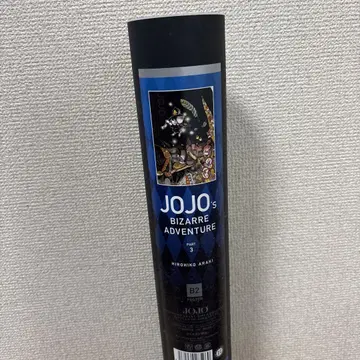 JOJO's
BIZARRE
ADVENTURE
PART
3
HIROHIKO ARAKI
B2
JOJO